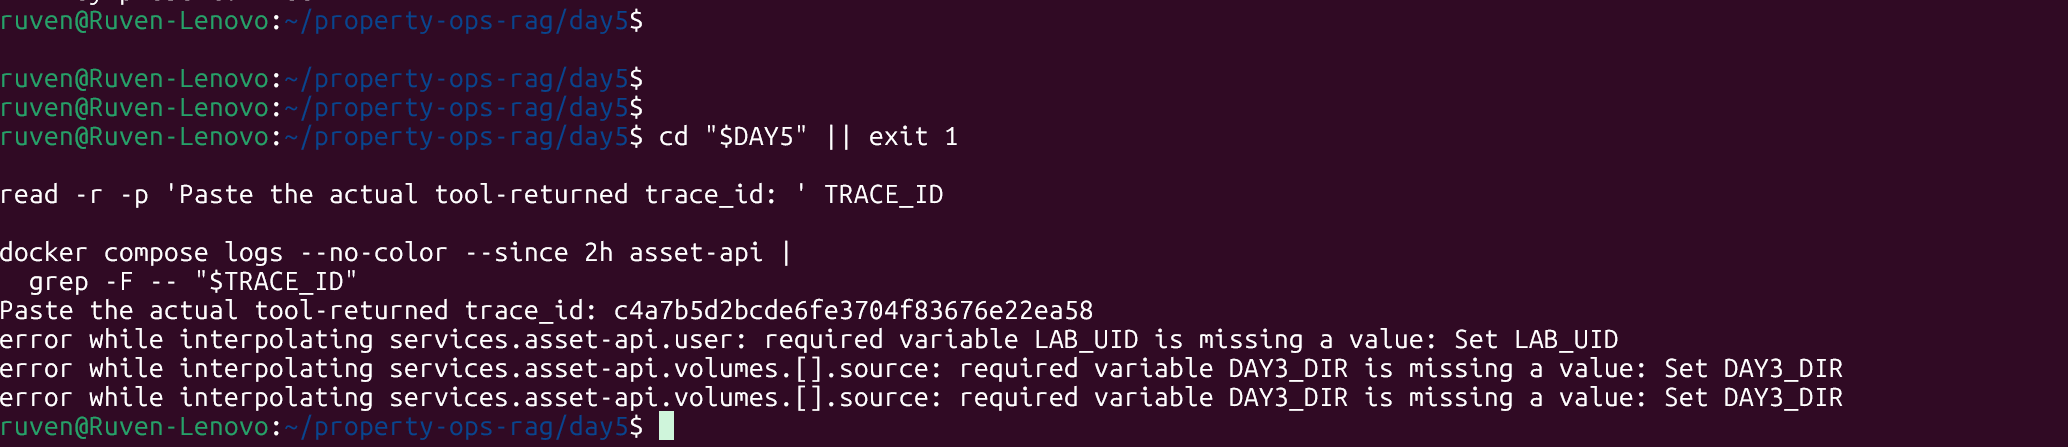 ruven@Ruven-Lenovo:~/property-ops-rag/day5$
ruven@Ruven-Lenovo:~/property-ops-rag/day5$
ruven@Ruven-Lenovo:~/property-ops-rag/day5$
ruven@Ruven-Lenovo:~/property-ops-rag/day5$ cd "$DAY5" || exit 1
read -r -p 'Paste the actual tool-returned trace_id: ' TRACE_ID
docker compose logs --no-color --since 2h asset-api |
  grep -F -- "$TRACE_ID"
Paste the actual tool-returned trace_id: c4a7b5d2bcde6fe3704f83676e22ea58
error while interpolating services.asset-api.user: required variable LAB_UID is missing a value: Set LAB_UID
error while interpolating services.asset-api.volumes.[].source: required variable DAY3_DIR is missing a value: Set DAY3_DIR
error while interpolating services.asset-api.volumes.[].source: required variable DAY3_DIR is missing a value: Set DAY3_DIR
ruven@Ruven-Lenovo:~/property-ops-rag/day5$